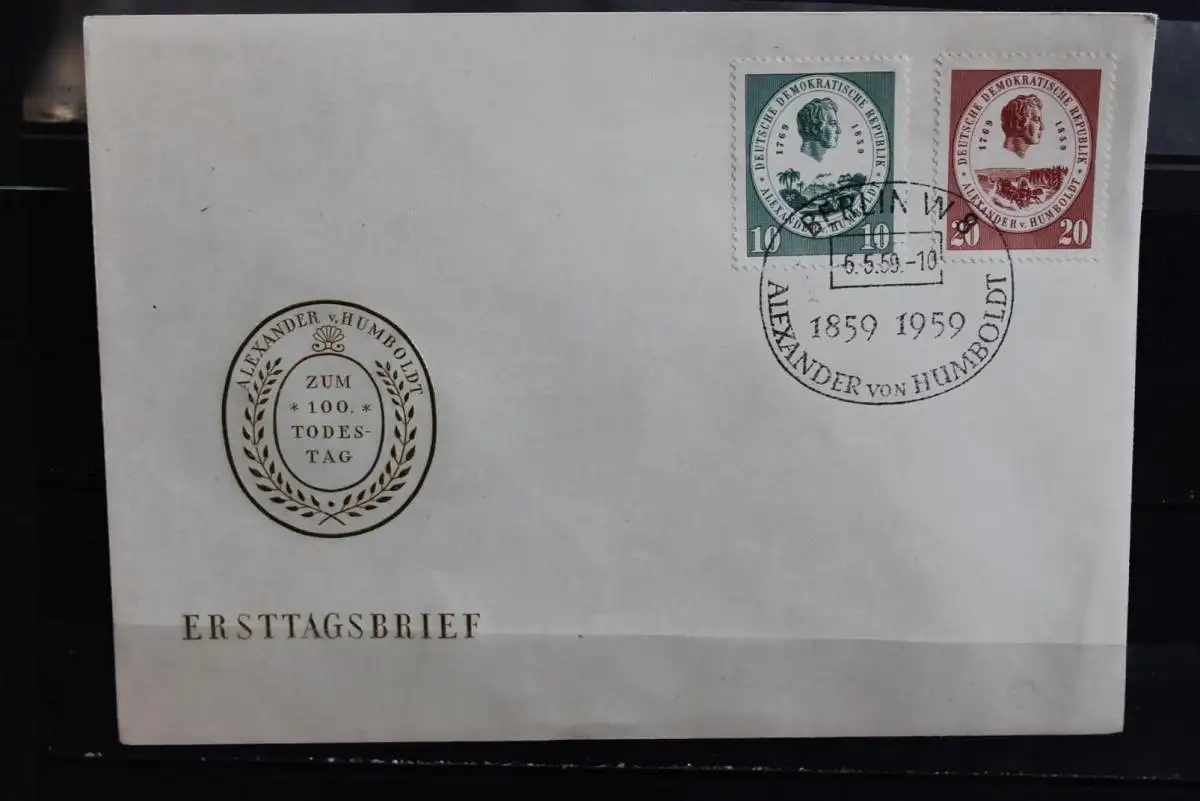 DEUTSCHE DEMOKRATISCHE REPUBLIK
1769 1859
ALEXANDER v. HUMBOLDT
10 10
DEUTSCHE DEMOKRATISCHE REPUBLIK
1769 1859
ALEXANDER v. HUMBOLDT
20 20
BERLIN W 8
6.5.59.-10
1859 1959
ALEXANDER VON HUMBOLDT
ALEXANDER v. HUMBOLDT
ZUM
* 100. *
TODES-
TAG
ERSTTAGSBRIEF